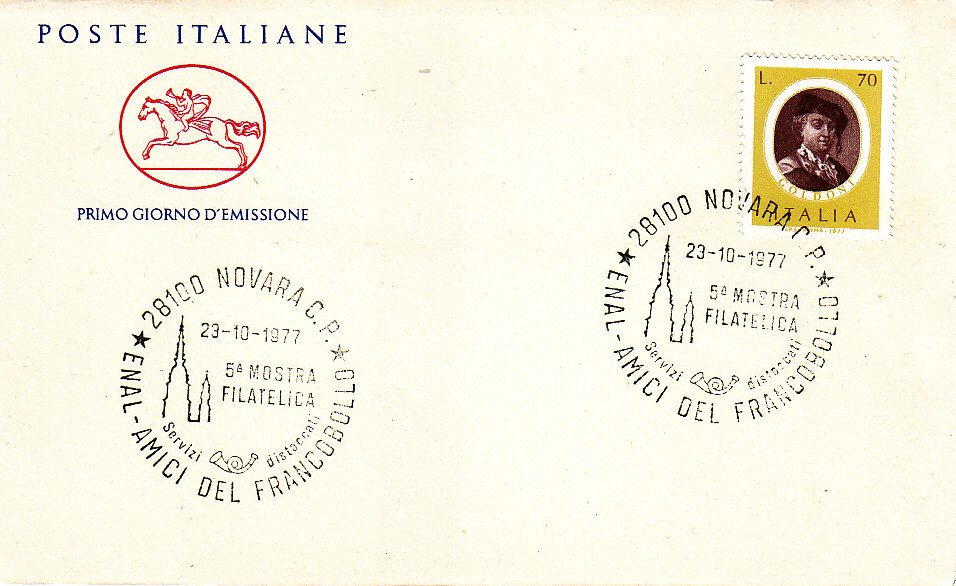 POSTE ITALIANE
PRIMO GIORNO D'EMISSIONE
L. 70
GOLDONI
ITALIA
1977
28100 NOVARA C.P.
23-10-1977
5ª MOSTRA
FILATELICA
Servizi distaccati
ENAL-AMICI DEL FRANCOBOLLO
28100 NOVARA C.P.
23-10-1977
5ª MOSTRA
FILATELICA
Servizi distaccati
ENAL-AMICI DEL FRANCOBOLLO